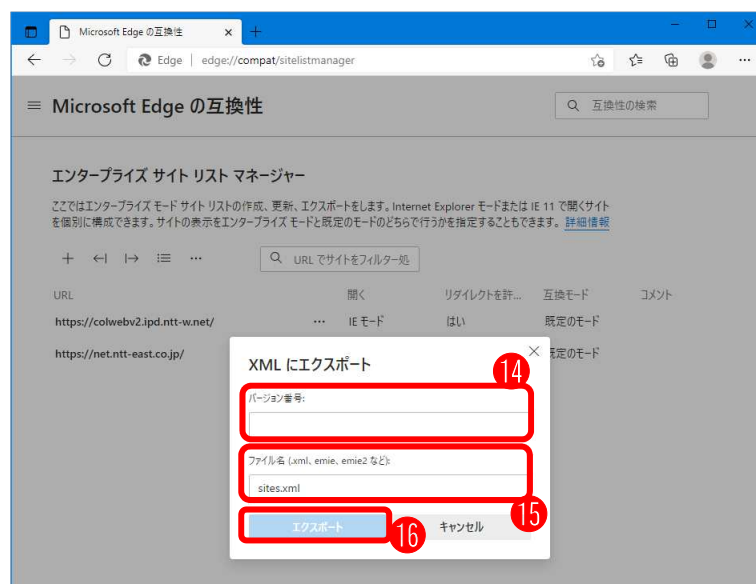 Microsoft Edge の互換性
Edge | edge://compat/sitelistmanager
Microsoft Edge の互換性
互換性の検索
エンタープライズ サイト リスト マネージャー
ここではエンタープライズ モード サイト リストの作成、更新、エクスポートをします。Internet Explorer モードまたは IE 11 で開くサイト
を個別に構成できます。サイトの表示をエンタープライズ モードと既定のモードのどちらで行うかを指定することもできます。 詳細情報
URL でサイトをフィルター処
URL 開く リダイレクトを許... 互換モード コメント
https://colwebv2.ipd.ntt-w.net/ ... IE モード はい 既定のモード
https://net.ntt-east.co.jp/ 既定のモード
XML にエクスポート
⑭
バージョン番号:
ファイル名 (.xml、emie、emie2 など):
sites.xml
⑮
エクスポート
⑯
キャンセル